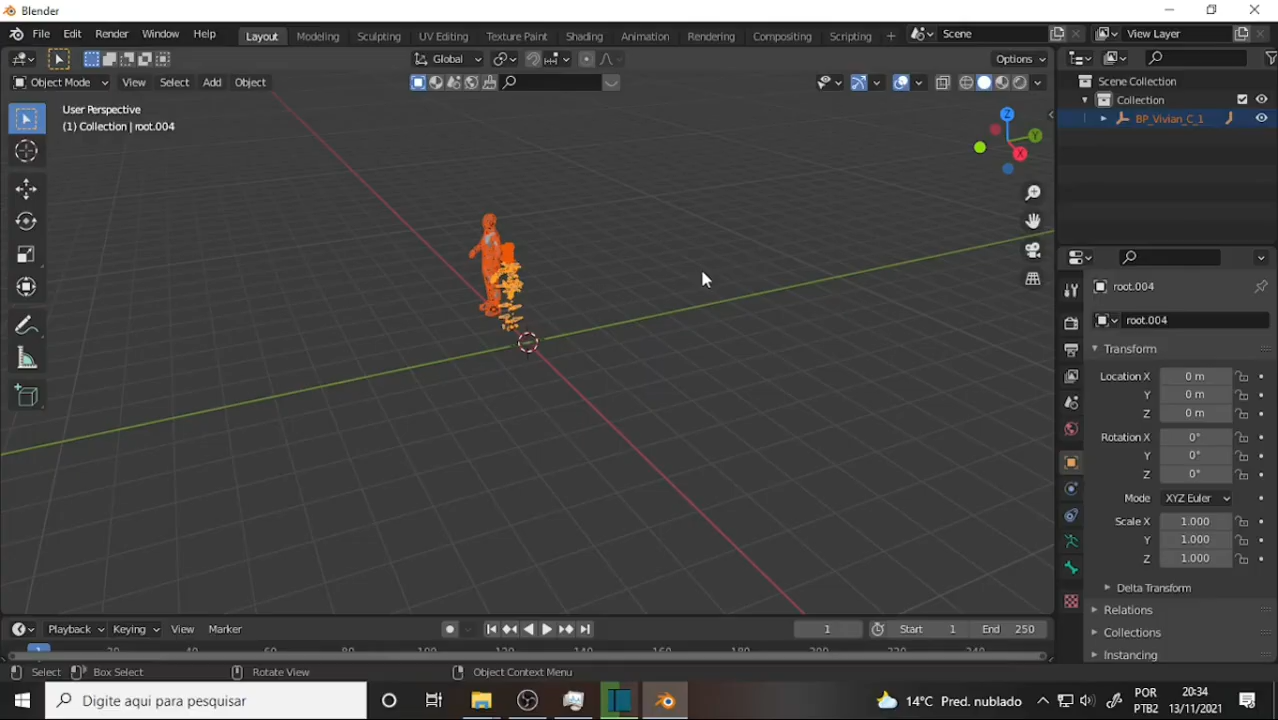 Blender
File Edit Render Window Help Layout Modeling Sculpting UV Editing Texture Paint Shading Animation Rendering Compositing Scripting + Scene View Layer
Global Options
Object Mode View Select Add Object
User Perspective
(1) Collection | root.004
Scene Collection
Collection
BP_Vivian_C_1
Z
Y
X
root.004
root.004
Transform
Location X 0 m
Y 0 m
Z 0 m
Rotation X 0°
Y 0°
Z 0°
Mode XYZ Euler
Scale X 1.000
Y 1.000
Z 1.000
Delta Transform
Relations
Collections
Instancing
Playback Keying View Marker 1 Start 1 End 250
1
Select Box Select Rotate View Object Context Menu
Digite aqui para pesquisar 14°C Pred. nublado POR PTB2 20:34 13/11/2021